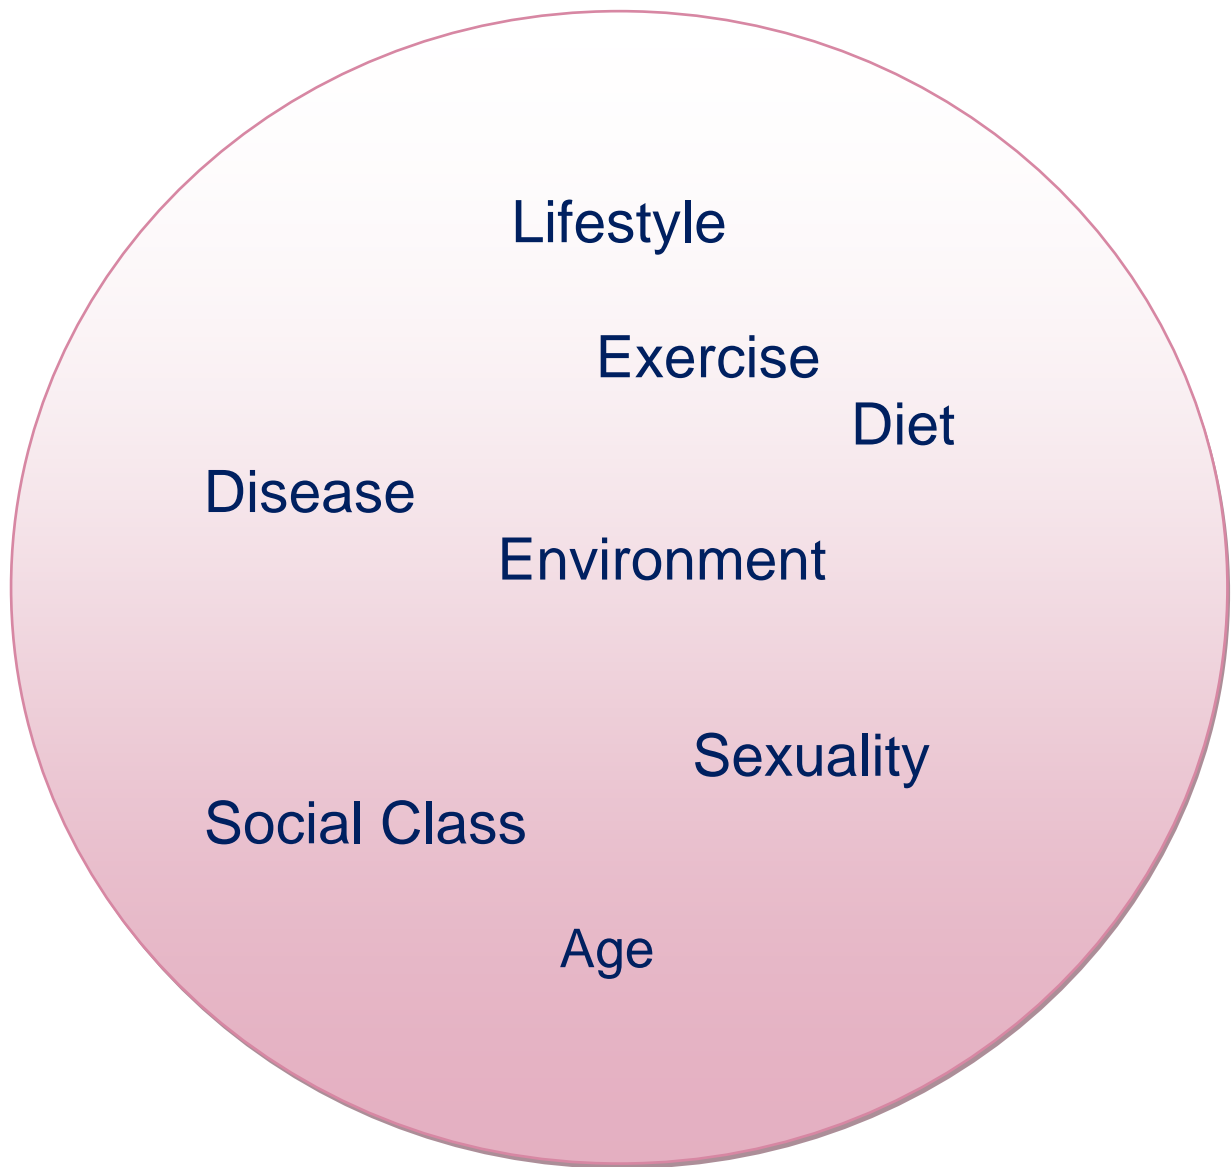 Lifestyle
Exercise
Diet
Disease
Environment
Sexuality
Social Class
Age